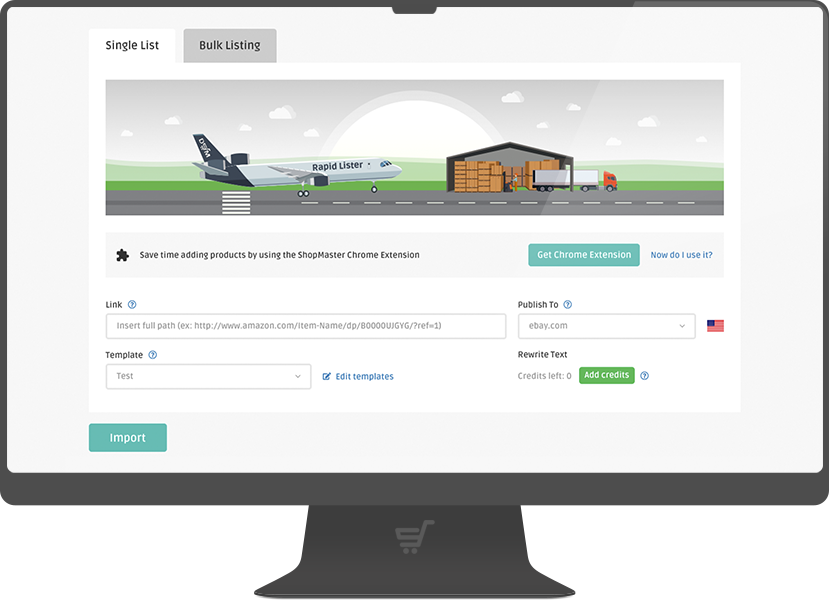 Single List
Bulk Listing
DSM
Rapid Lister
Save time adding products by using the ShopMaster Chrome Extension
Get Chrome Extension
Now do I use it?
Link
Publish To
Insert full path (ex: http://www.amazon.com/Item-Name/dp/B0000UJGYG/?ref=1)
ebay.com
Template
Rewrite Text
Test
Edit templates
Credits left: 0
Add credits
Import